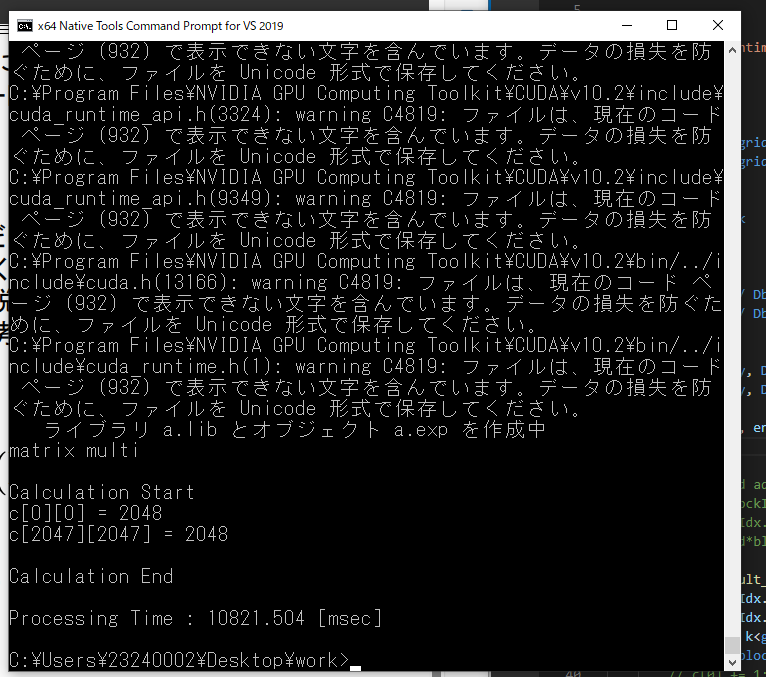 x64 Native Tools Command Prompt for VS 2019
ページ (932) で表示できない文字を含んでいます。データの損失を防
ぐために、ファイルを Unicode 形式で保存してください。
C:¥Program Files¥NVIDIA GPU Computing Toolkit¥CUDA¥v10.2¥include¥
cuda_runtime_api.h(3324): warning C4819: ファイルは、現在のコード
ページ (932) で表示できない文字を含んでいます。データの損失を防
ぐために、ファイルを Unicode 形式で保存してください。
C:¥Program Files¥NVIDIA GPU Computing Toolkit¥CUDA¥v10.2¥include¥
cuda_runtime_api.h(9349): warning C4819: ファイルは、現在のコード
ページ (932) で表示できない文字を含んでいます。データの損失を防
ぐために、ファイルを Unicode 形式で保存してください。
C:¥Program Files¥NVIDIA GPU Computing Toolkit¥CUDA¥v10.2¥bin/../i
nclude¥cuda.h(13166): warning C4819: ファイルは、現在のコード ペ
ージ (932) で表示できない文字を含んでいます。データの損失を防ぐた
めに、ファイルを Unicode 形式で保存してください。
C:¥Program Files¥NVIDIA GPU Computing Toolkit¥CUDA¥v10.2¥bin/../i
nclude¥cuda_runtime.h(1): warning C4819: ファイルは、現在のコード
ページ (932) で表示できない文字を含んでいます。データの損失を防
ぐために、ファイルを Unicode 形式で保存してください。
ライブラリ a.lib とオブジェクト a.exp を作成中
matrix multi
Calculation Start
c[0][0] = 2048
c[2047][2047] = 2048
Calculation End
Processing Time : 10821.504 [msec]
C:¥Users¥23240002¥Desktop¥work>